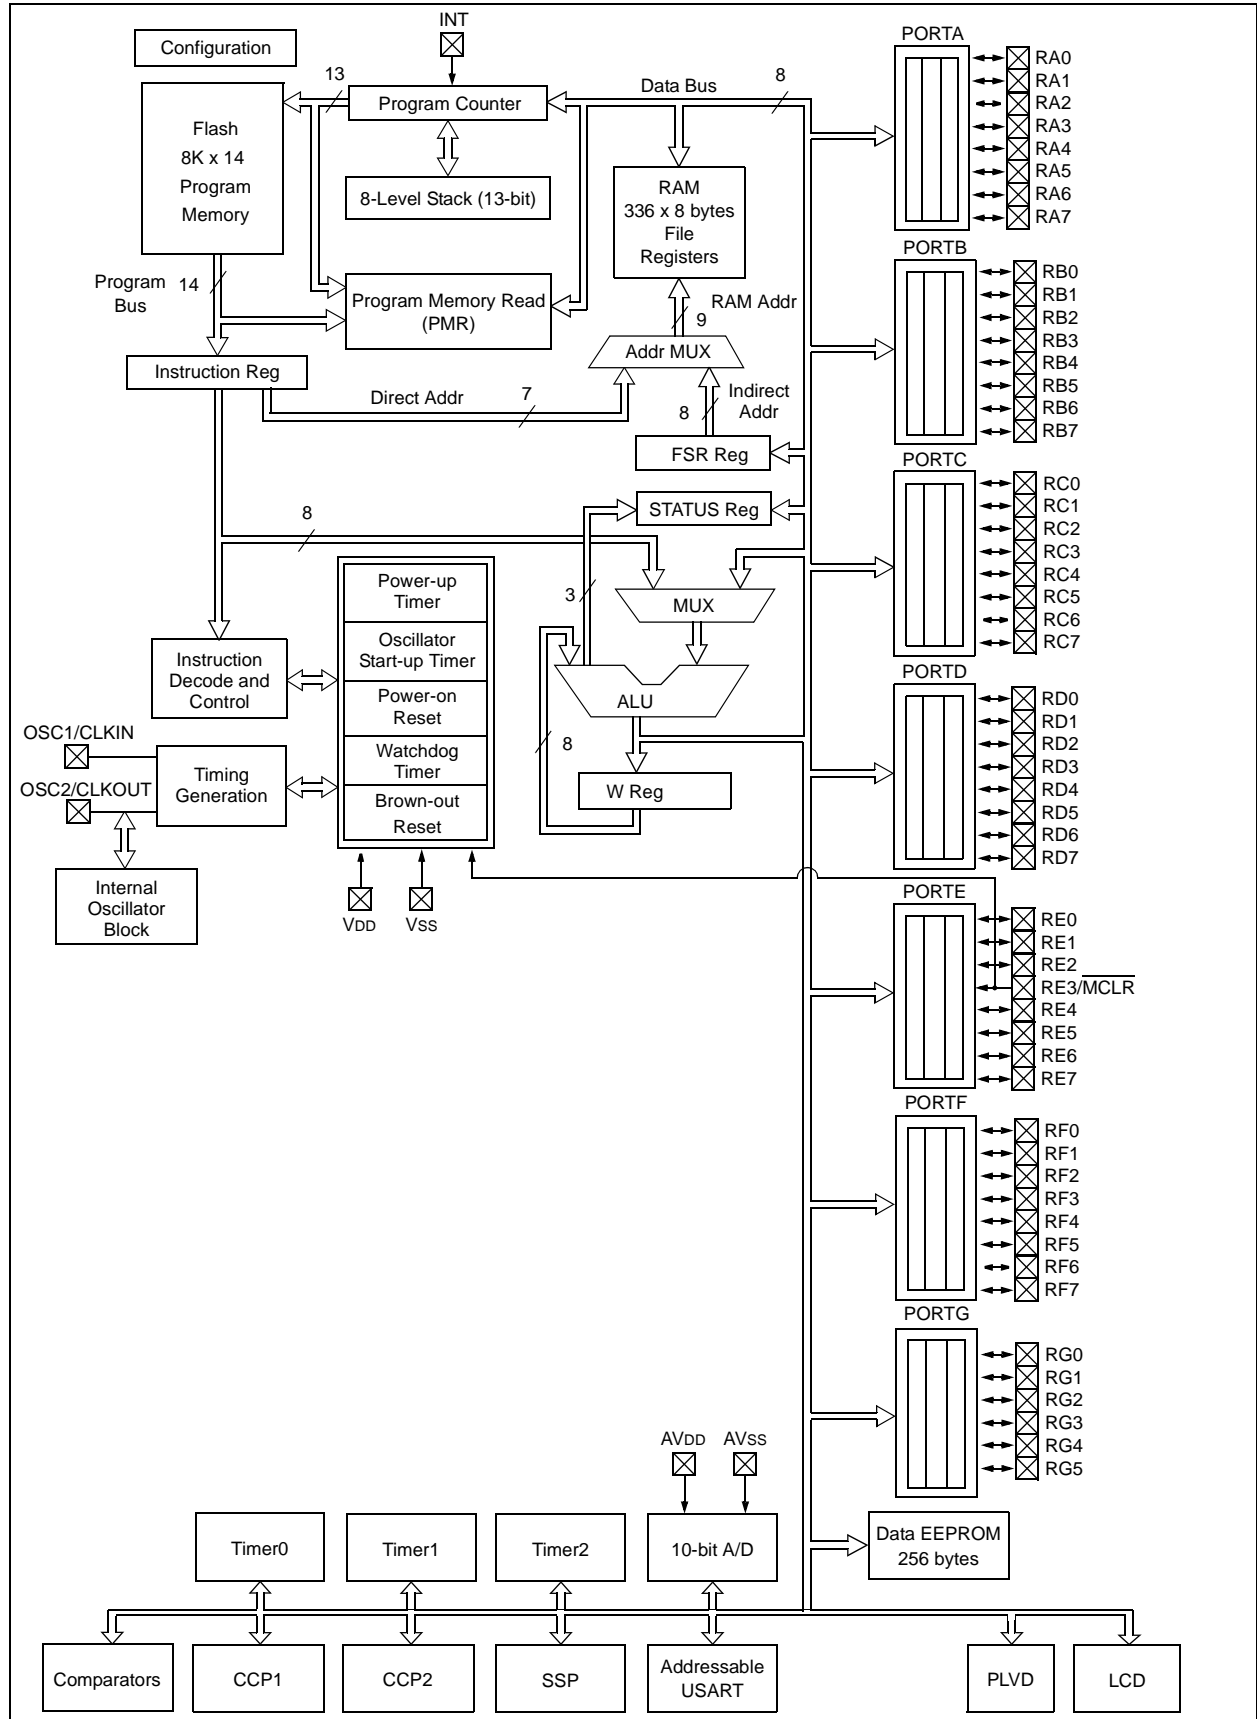 INT
Configuration
13
Program Counter
Data Bus
8
Flash
8K x 14
Program
Memory
8-Level Stack (13-bit)
RAM
336 x 8 bytes
File
Registers
Program
Bus
14
Program Memory Read
(PMR)
RAM Addr
9
Addr MUX
Instruction Reg
Direct Addr
7
Indirect
Addr
8
FSR Reg
STATUS Reg
8
3
MUX
Power-up
Timer
Oscillator
Start-up Timer
Power-on
Reset
Watchdog
Timer
Brown-out
Reset
Instruction
Decode and
Control
ALU
8
W Reg
OSC1/CLKIN
OSC2/CLKOUT
Timing
Generation
Internal
Oscillator
Block
VDD
VSS
PORTA
RA0
RA1
RA2
RA3
RA4
RA5
RA6
RA7
PORTB
RB0
RB1
RB2
RB3
RB4
RB5
RB6
RB7
PORTC
RC0
RC1
RC2
RC3
RC4
RC5
RC6
RC7
PORTD
RD0
RD1
RD2
RD3
RD4
RD5
RD6
RD7
PORTE
RE0
RE1
RE2
RE3/MCLR
RE4
RE5
RE6
RE7
PORTF
RF0
RF1
RF2
RF3
RF4
RF5
RF6
RF7
PORTG
RG0
RG1
RG2
RG3
RG4
RG5
AVDD
AVSS
Timer0
Timer1
Timer2
10-bit A/D
Data EEPROM
256 bytes
Comparators
CCP1
CCP2
SSP
Addressable
USART
PLVD
LCD